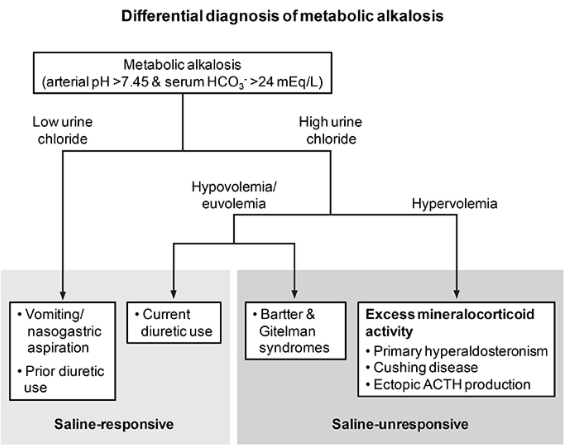 Differential diagnosis of metabolic alkalosis
Metabolic alkalosis
(arterial pH >7.45 & serum HCO₃⁻ >24 mEq/L)
Low urine
chloride
High urine
chloride
Hypovolemia/
euvolemia
Hypervolemia
• Vomiting/
nasogastric
aspiration
• Prior diuretic
use
• Current
diuretic use
• Bartter &
Gitelman
syndromes
Excess mineralocorticoid
activity
• Primary hyperaldosteronism
• Cushing disease
• Ectopic ACTH production
Saline-responsive
Saline-unresponsive